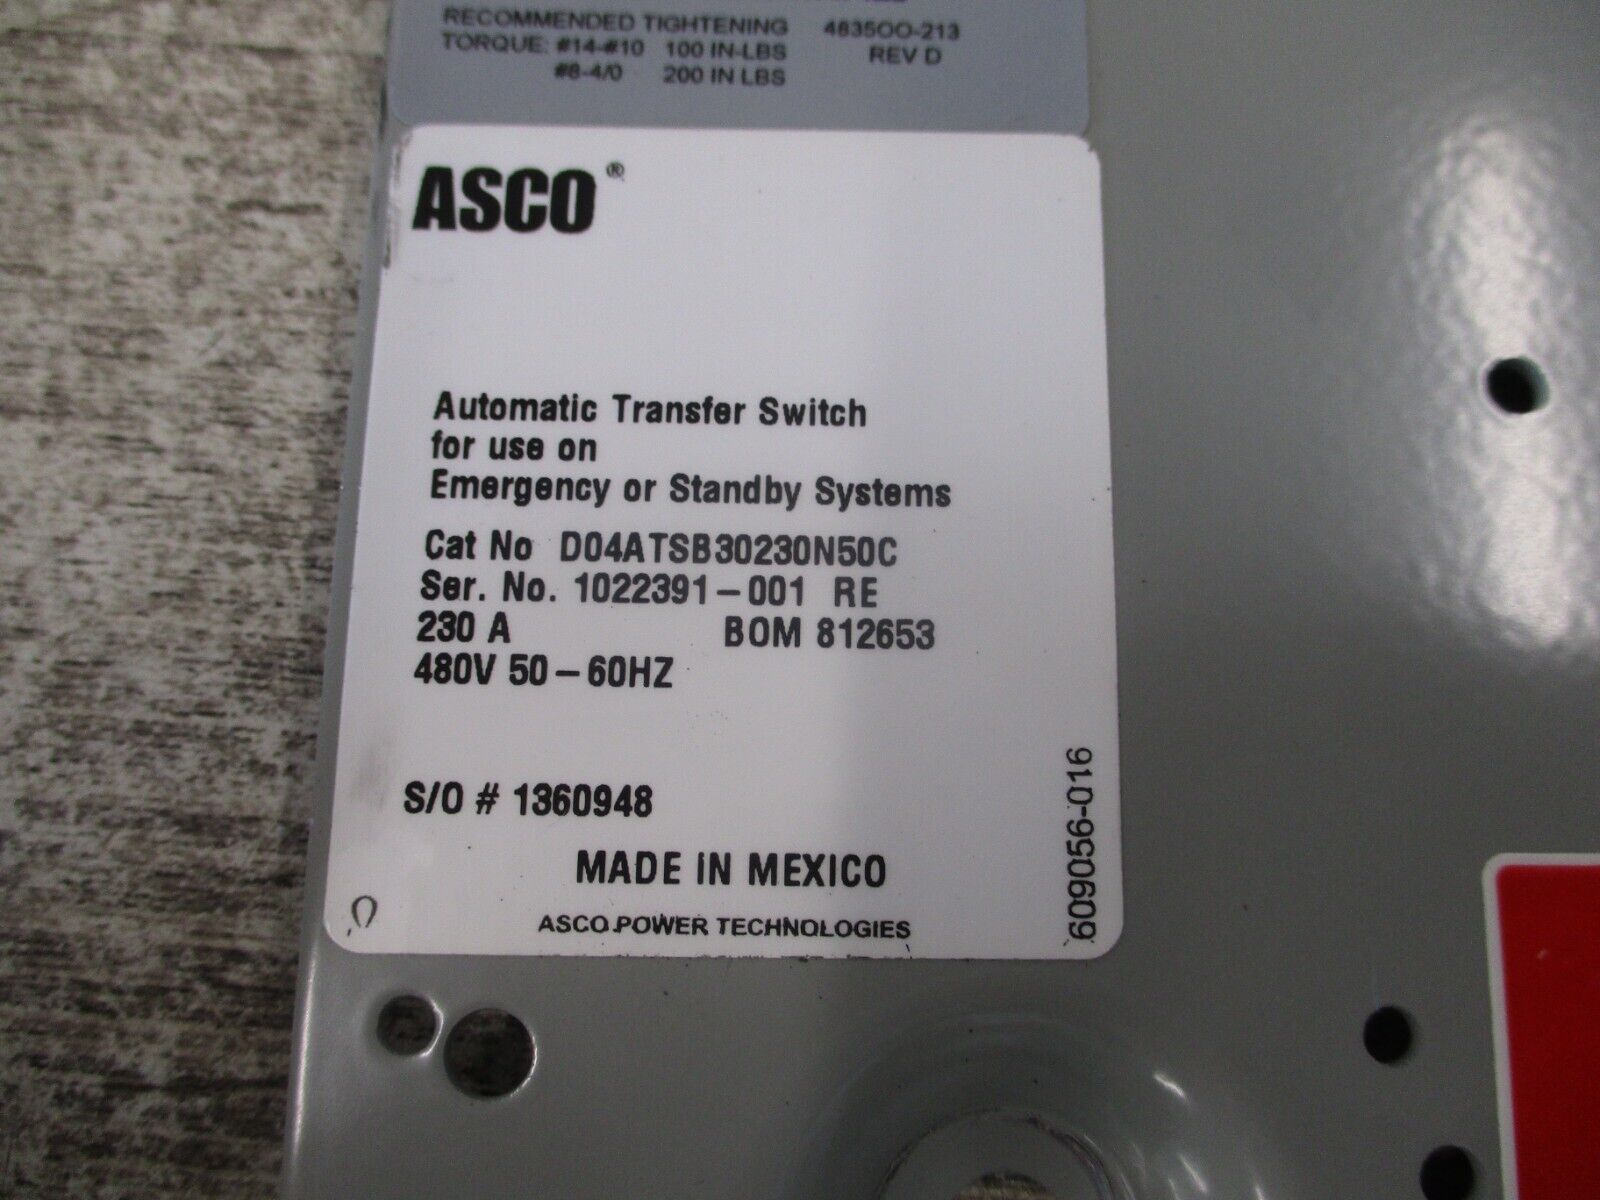 RECOMMENDED TIGHTENING 483500-213
TORQUE: #14-#10 100 IN-LBS REV D
#8-4/0 200 IN LBS
ASCO®
Automatic Transfer Switch
for use on
Emergency or Standby Systems
Cat No D04ATSB30230N50C
Ser. No. 1022391-001 RE
230 A BOM 812653
480V 50-60HZ
S/O # 1360948
MADE IN MEXICO
ASCO POWER TECHNOLOGIES
609056-016